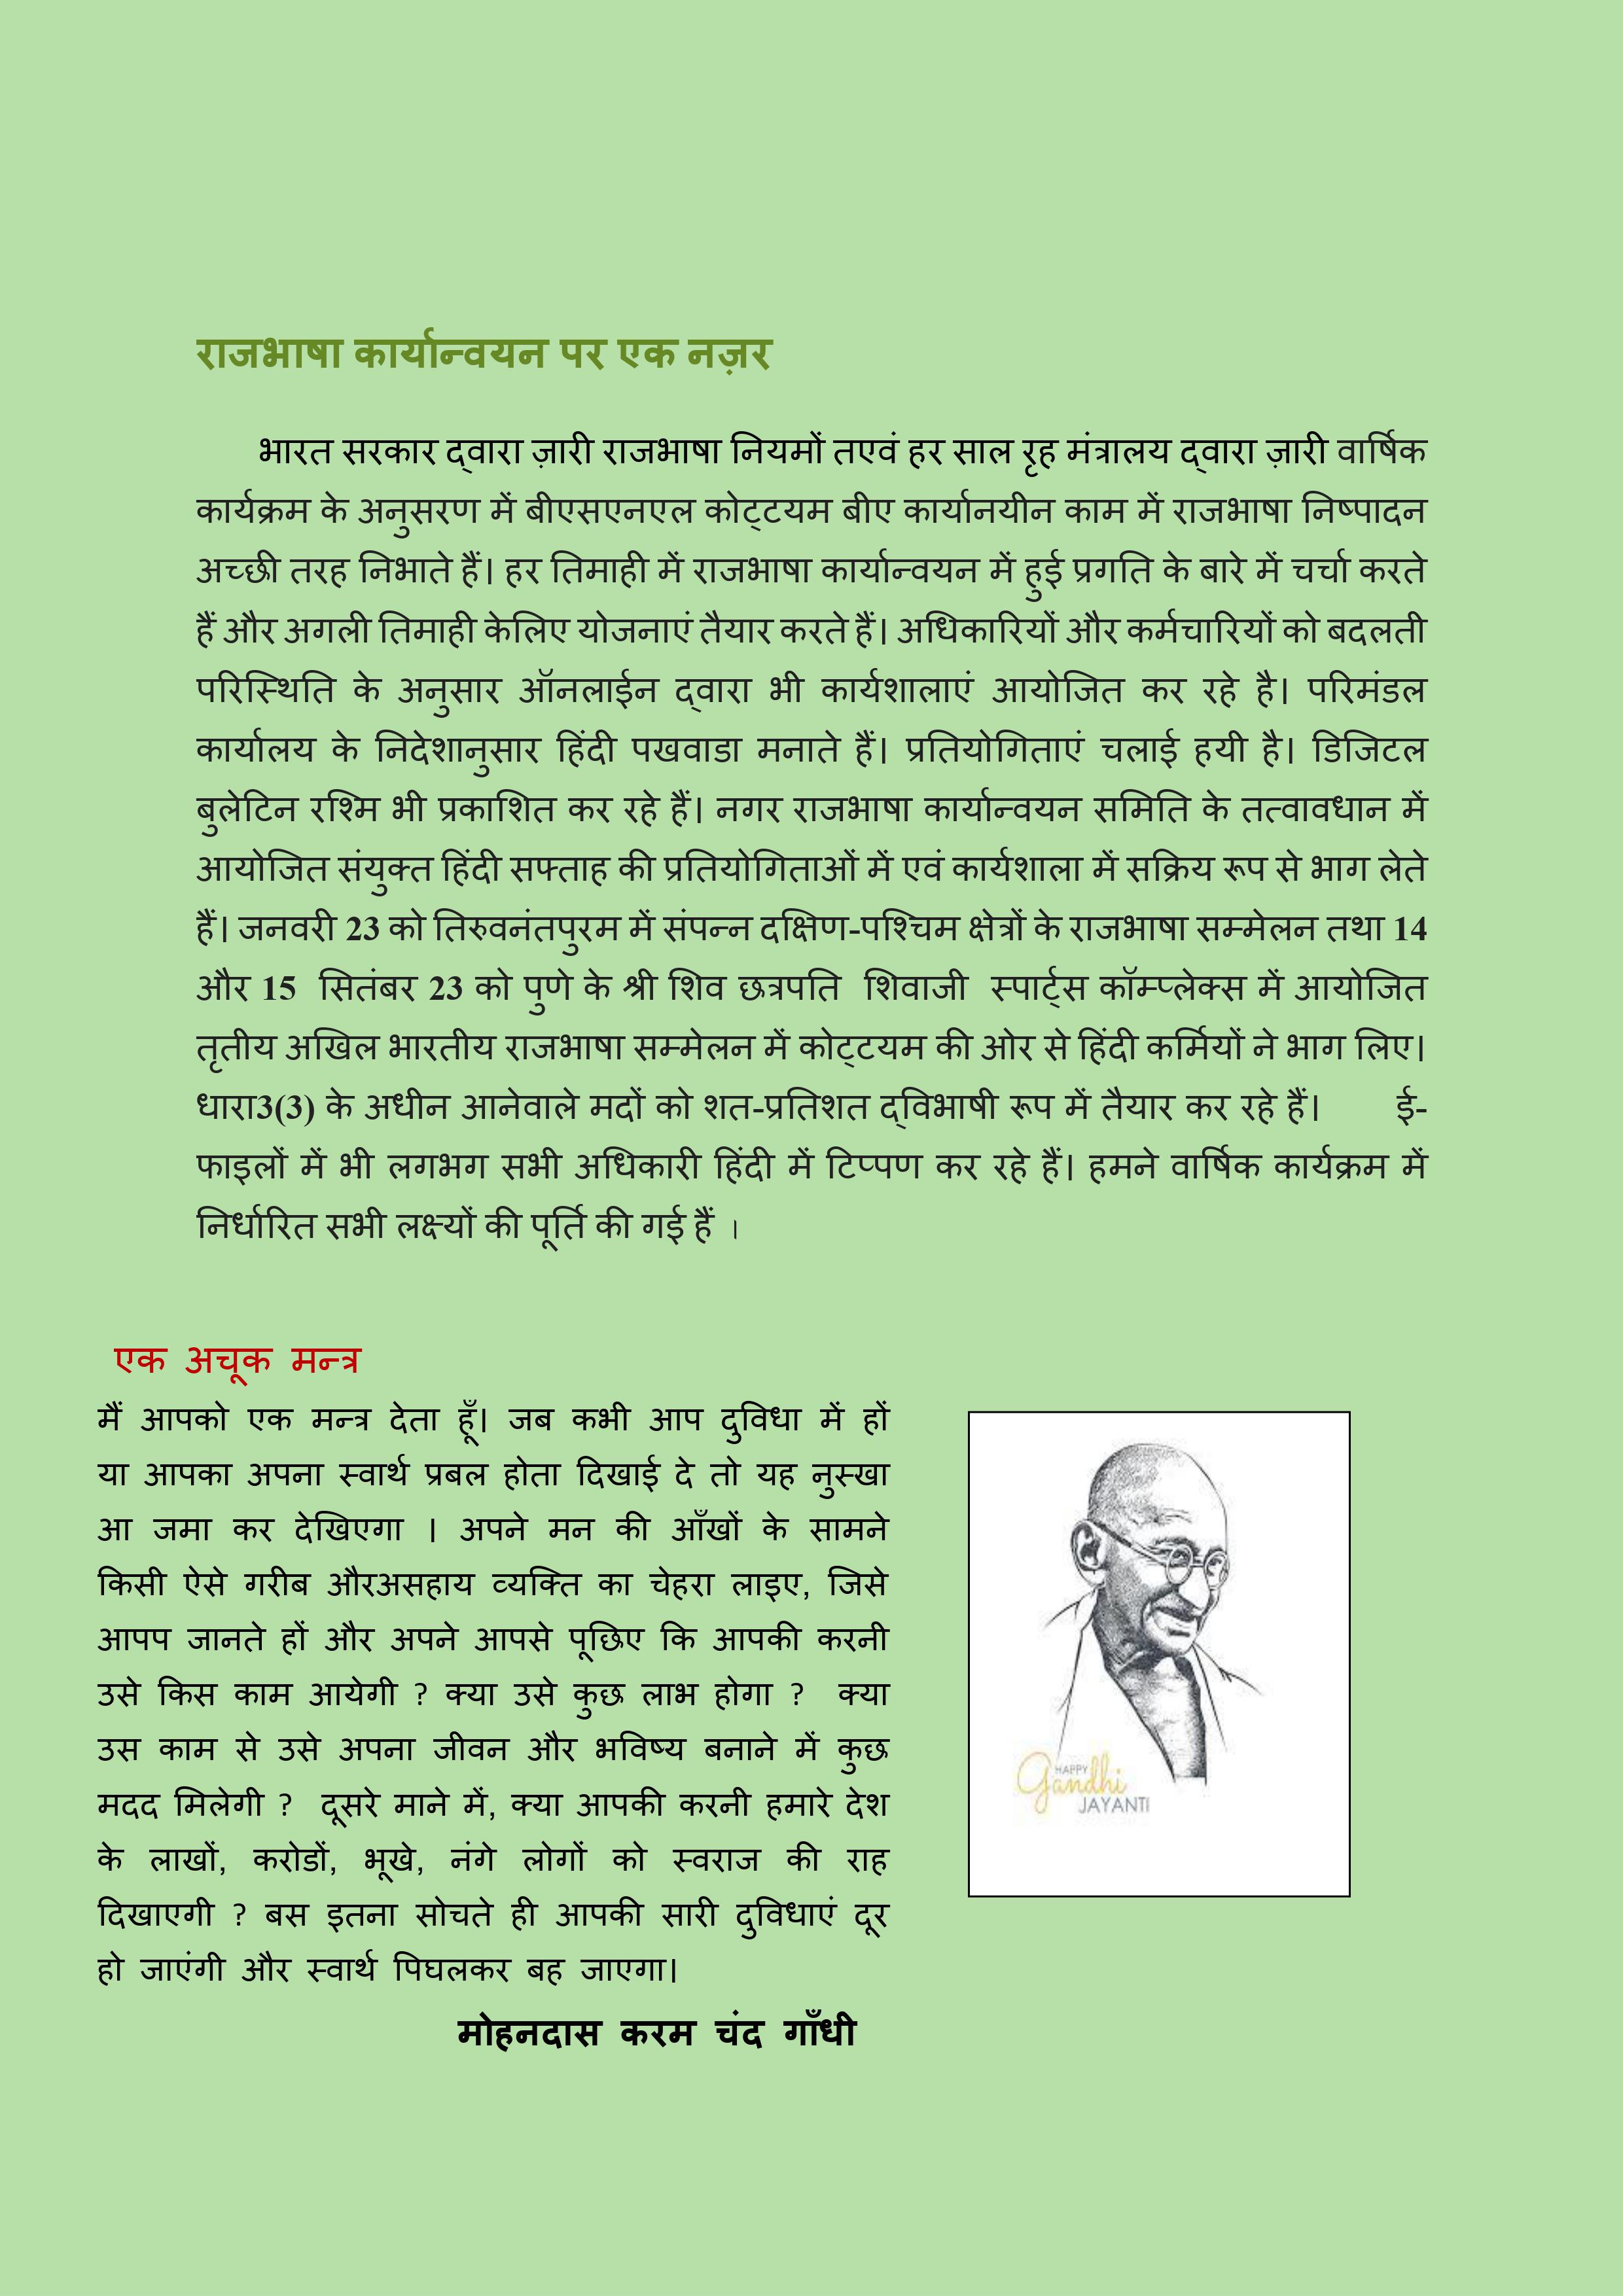 राजभाषा कार्यान्वयन पर एक नज़र
भारत सरकार द्वारा ज़ारी राजभाषा नियमों तएवं हर साल रृह मंत्रालय द्वारा ज़ारी वार्षिक
कार्यक्रम के अनुसरण में बीएसएनएल कोट्टयम बीए कार्यानयीन काम में राजभाषा निष्पादन
अच्छी तरह निभाते हैं। हर तिमाही में राजभाषा कार्यान्वयन में हुई प्रगति के बारे में चर्चा करते
हैं और अगली तिमाही केलिए योजनाएं तैयार करते हैं। अधिकारियों और कर्मचारियों को बदलती
परिस्थिति के अनुसार ऑनलाईन द्वारा भी कार्यशालाएं आयोजित कर रहे है। परिमंडल
कार्यालय के निदेशानुसार हिंदी पखवाडा मनाते हैं। प्रतियोगिताएं चलाई हयी है। डिजिटल
बुलेटिन रश्मि भी प्रकाशित कर रहे हैं। नगर राजभाषा कार्यान्वयन समिति के तत्वावधान में
आयोजित संयुक्त हिंदी सफ्ताह की प्रतियोगिताओं में एवं कार्यशाला में सक्रिय रूप से भाग लेते
हैं। जनवरी 23 को तिरुवनंतपुरम में संपन्न दक्षिण-पश्चिम क्षेत्रों के राजभाषा सम्मेलन तथा 14
और 15 सितंबर 23 को पुणे के श्री शिव छत्रपति शिवाजी स्पार्ट्स कॉम्प्लेक्स में आयोजित
तृतीय अखिल भारतीय राजभाषा सम्मेलन में कोट्टयम की ओर से हिंदी कर्मियों ने भाग लिए।
धारा3(3) के अधीन आनेवाले मदों को शत-प्रतिशत द्विभाषी रूप में तैयार कर रहे हैं। ई-
फाइलों में भी लगभग सभी अधिकारी हिंदी में टिप्पण कर रहे हैं। हमने वार्षिक कार्यक्रम में
निर्धारित सभी लक्ष्यों की पूर्ति की गई हैं ।
एक अचूक मन्त्र
मैं आपको एक मन्त्र देता हूँ। जब कभी आप दुविधा में हों
या आपका अपना स्वार्थ प्रबल होता दिखाई दे तो यह नुस्खा
आ जमा कर देखिएगा । अपने मन की आँखों के सामने
किसी ऐसे गरीब औरअसहाय व्यक्ति का चेहरा लाइए, जिसे
आपप जानते हों और अपने आपसे पूछिए कि आपकी करनी
उसे किस काम आयेगी ? क्या उसे कुछ लाभ होगा ? क्या
उस काम से उसे अपना जीवन और भविष्य बनाने में कुछ
मदद मिलेगी ? दूसरे माने में, क्या आपकी करनी हमारे देश
के लाखों, करोडों, भूखे, नंगे लोगों को स्वराज की राह
दिखाएगी ? बस इतना सोचते ही आपकी सारी दुविधाएं दूर
हो जाएंगी और स्वार्थ पिघलकर बह जाएगा।
मोहनदास करम चंद गाँधी
HAPPY
Gandhi
JAYANTI